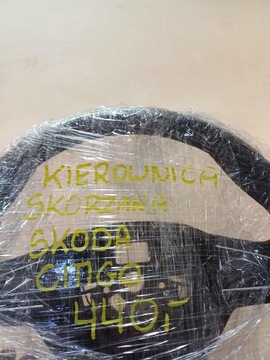 KIEROWNICA
SKÓRZANA
SKODA
CITIGO
440,-